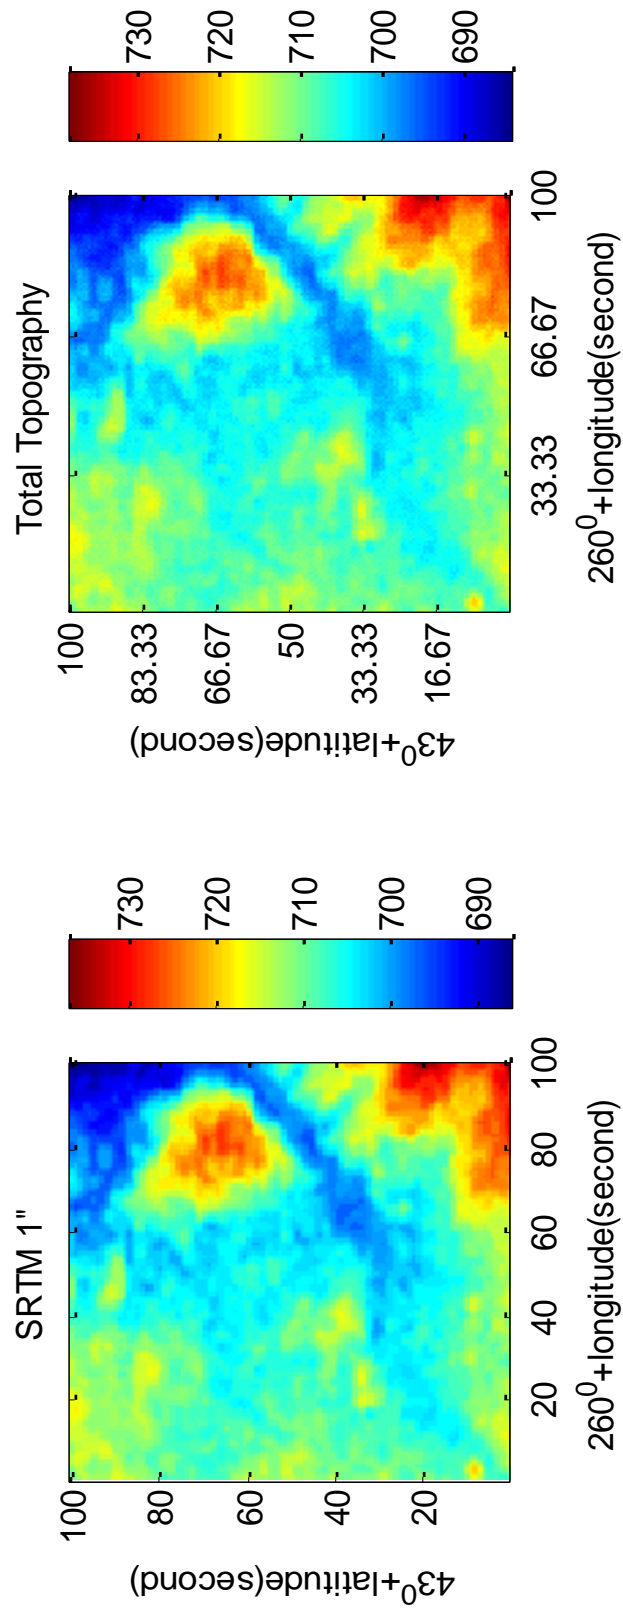 SRTM 1"
43⁰+latitude(second)
100
80
60
40
20
20 40 60 80 100
260⁰+longitude(second)
730
720
710
700
690
Total Topography
43⁰+latitude(second)
100
83.33
66.67
50
33.33
16.67
33.33 66.67 100
260⁰+longitude(second)
730
720
710
700
690